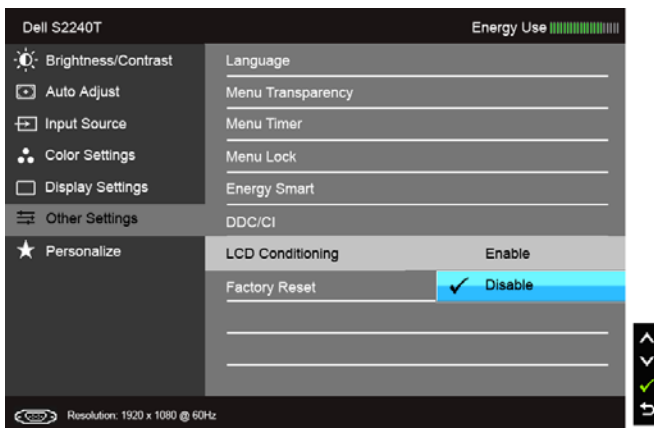 Dell S2240T
Energy Use
Brightness/Contrast
Auto Adjust
Input Source
Color Settings
Display Settings
Other Settings
Personalize
Language
Menu Transparency
Menu Timer
Menu Lock
Energy Smart
DDC/CI
LCD Conditioning
Enable
Factory Reset
Disable
Resolution: 1920 x 1080 @ 60Hz